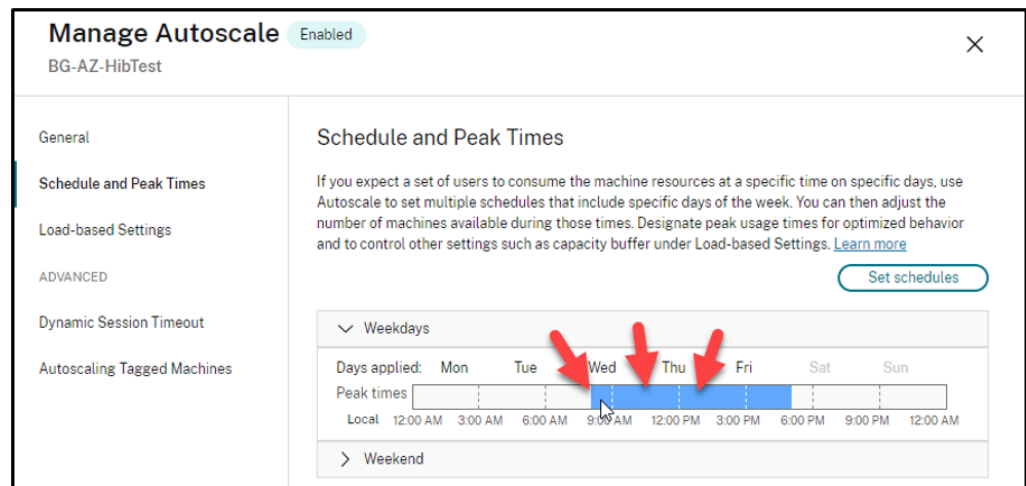 Manage Autoscale Enabled
BG-AZ-HibTest
General
Schedule and Peak Times
Load-based Settings
ADVANCED
Dynamic Session Timeout
Autoscaling Tagged Machines
Schedule and Peak Times
If you expect a set of users to consume the machine resources at a specific time on specific days, use
Autoscale to set multiple schedules that include specific days of the week. You can then adjust the
number of machines available during those times. Designate peak usage times for optimized behavior
and to control other settings such as capacity buffer under Load-based Settings. Learn more
Set schedules
Weekdays
Days applied: Mon Tue Wed Thu Fri Sat Sun
Peak times
Local 12:00 AM 3:00 AM 6:00 AM 9:00 AM 12:00 PM 3:00 PM 6:00 PM 9:00 PM 12:00 AM
Weekend